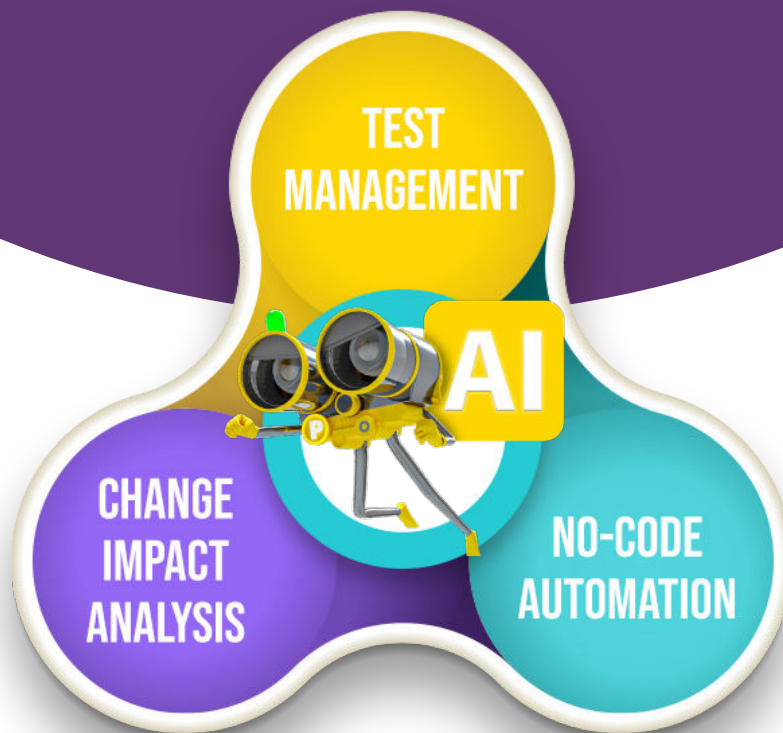 TEST
MANAGEMENT
AI
P
CHANGE
IMPACT
ANALYSIS
NO-CODE
AUTOMATION